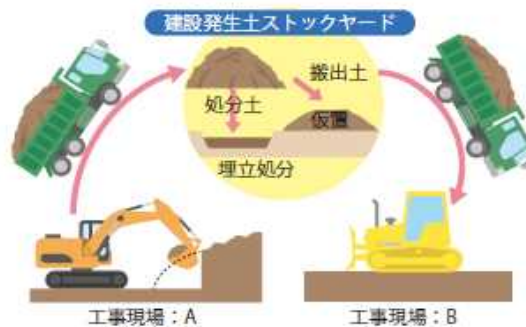 建設発生土ストックヤード
搬出土
処分土
仮置
埋立処分
工事現場：A
工事現場：B